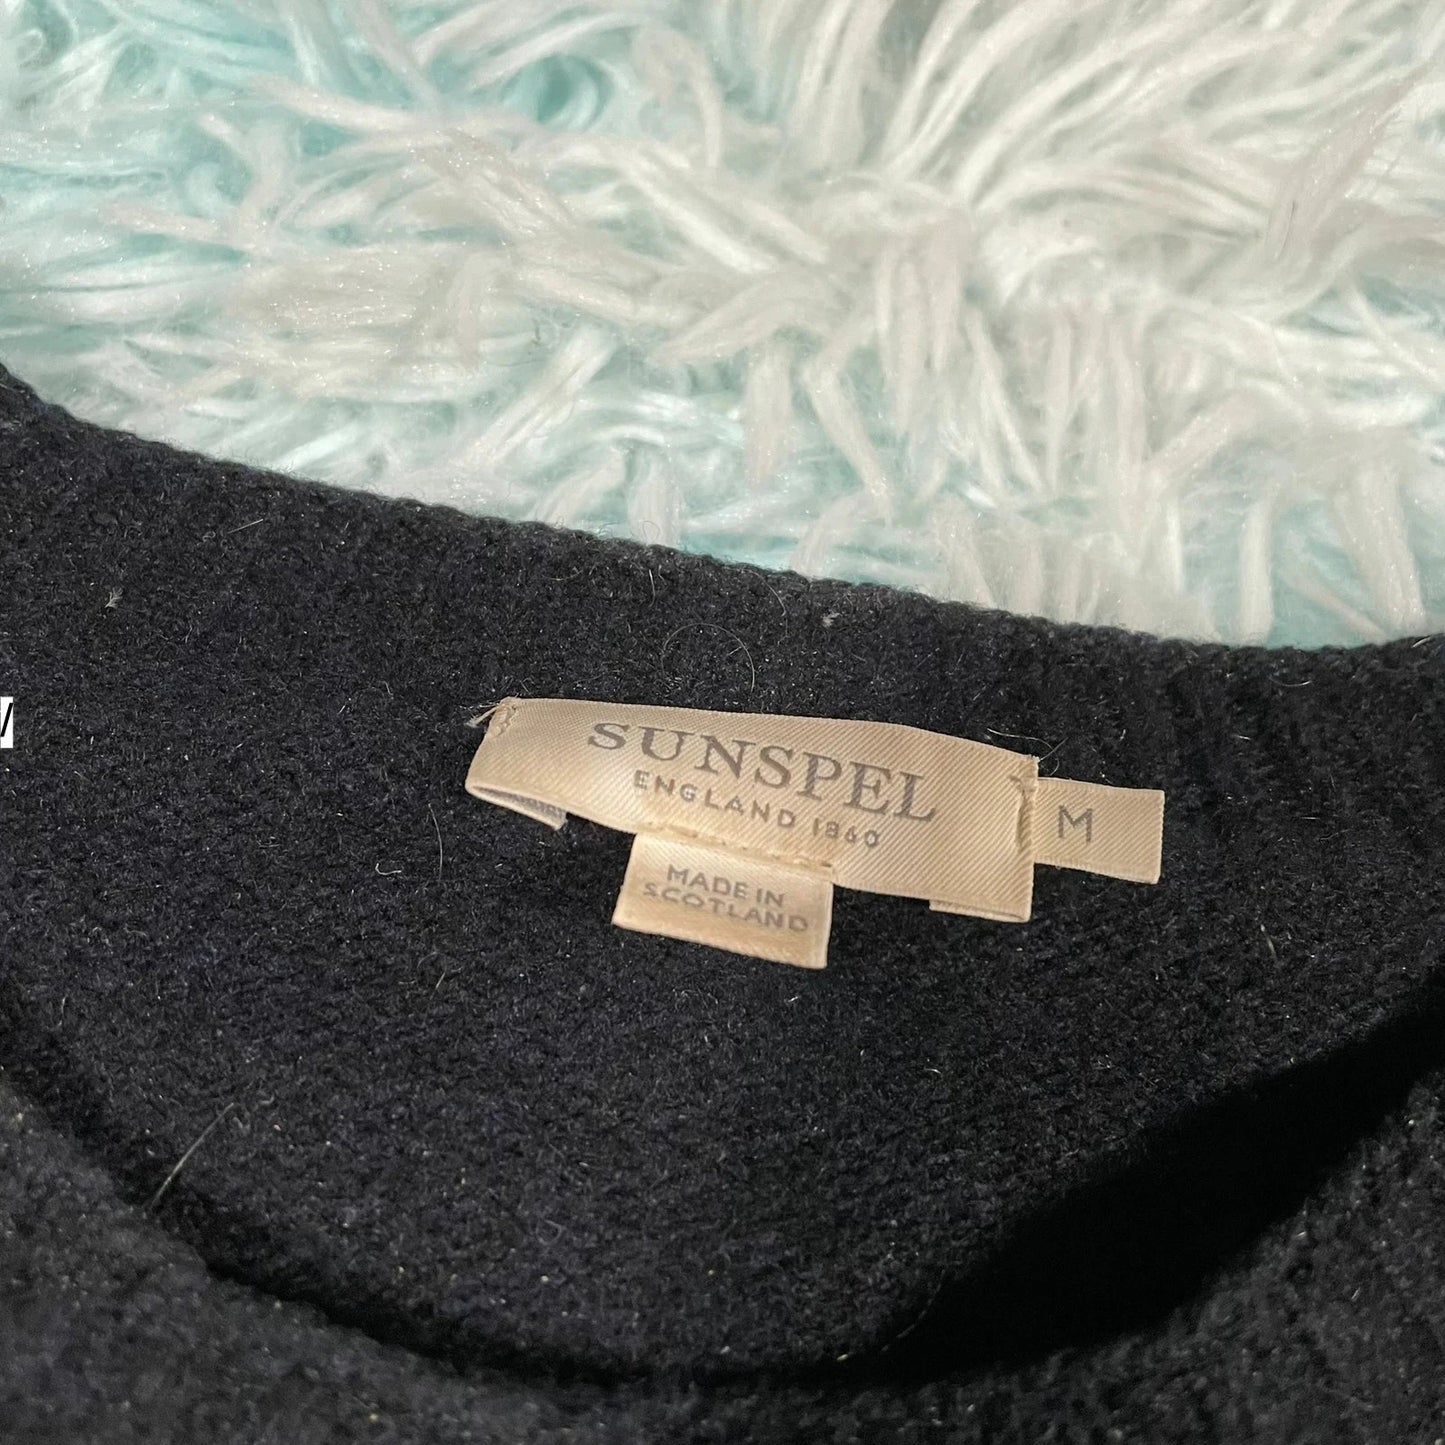 SUNSPEL
ENGLAND 1860
M
MADE IN
SCOTLAND